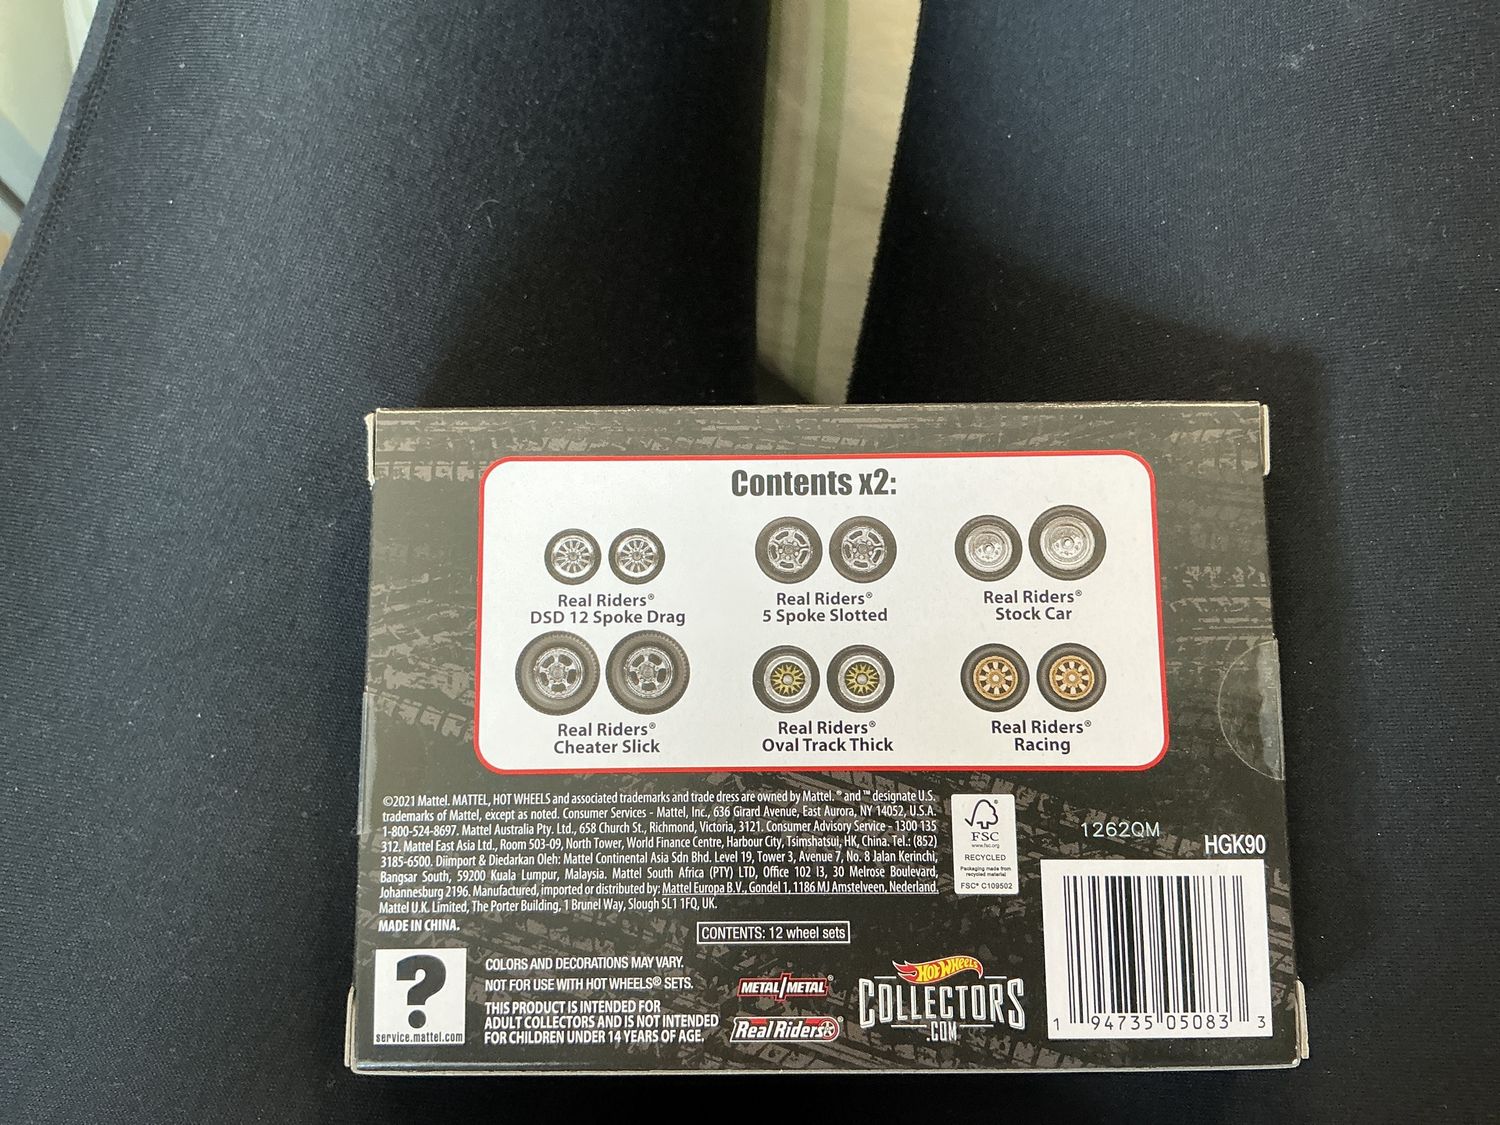 Contents x2:
Real Riders®
DSD 12 Spoke Drag
Real Riders®
5 Spoke Slotted
Real Riders®
Stock Car
Real Riders®
Cheater Slick
Real Riders®
Oval Track Thick
Real Riders®
Racing
©2021 Mattel. MATTEL, HOT WHEELS and associated trademarks and trade dress are owned by Mattel. ® and ™ designate U.S.
trademarks of Mattel, except as noted. Consumer Services - Mattel, Inc., 636 Girard Avenue, East Aurora, NY 14052, U.S.A.
1-800-524-8697. Mattel Australia Pty. Ltd., 658 Church St., Richmond, Victoria, 3121. Consumer Advisory Service - 1300 135
312. Mattel East Asia Ltd., Room 503-09, North Tower, World Finance Centre, Harbour City, Tsimshatsui, HK, China. Tel.: (852)
3185-6500. Diimport & Diedarkan Oleh: Mattel Continental Asia Sdn Bhd. Level 19, Tower 3, Avenue 7, No. 8 Jalan Kerinchi,
Bangsar South, 59200 Kuala Lumpur, Malaysia. Mattel South Africa (PTY) LTD, Office 102 I3, 30 Melrose Boulevard,
Johannesburg 2196. Manufactured, imported or distributed by: Mattel Europa B.V., Gondel 1, 1186 MJ Amstelveen, Nederland.
Mattel U.K. Limited, The Porter Building, 1 Brunel Way, Slough SL1 1FQ, UK.
MADE IN CHINA.
FSC
www.fsc.org
RECYCLED
Packaging made from
recycled material
FSC® C109502
1262QM
HGK90
CONTENTS: 12 wheel sets
?
service.mattel.com
COLORS AND DECORATIONS MAY VARY.
NOT FOR USE WITH HOT WHEELS® SETS.
THIS PRODUCT IS INTENDED FOR
ADULT COLLECTORS AND IS NOT INTENDED
FOR CHILDREN UNDER 14 YEARS OF AGE.
METAL/METAL®
Real Riders®
HOT WHEELS
COLLECTORS
.COM
1 94735 05083 3